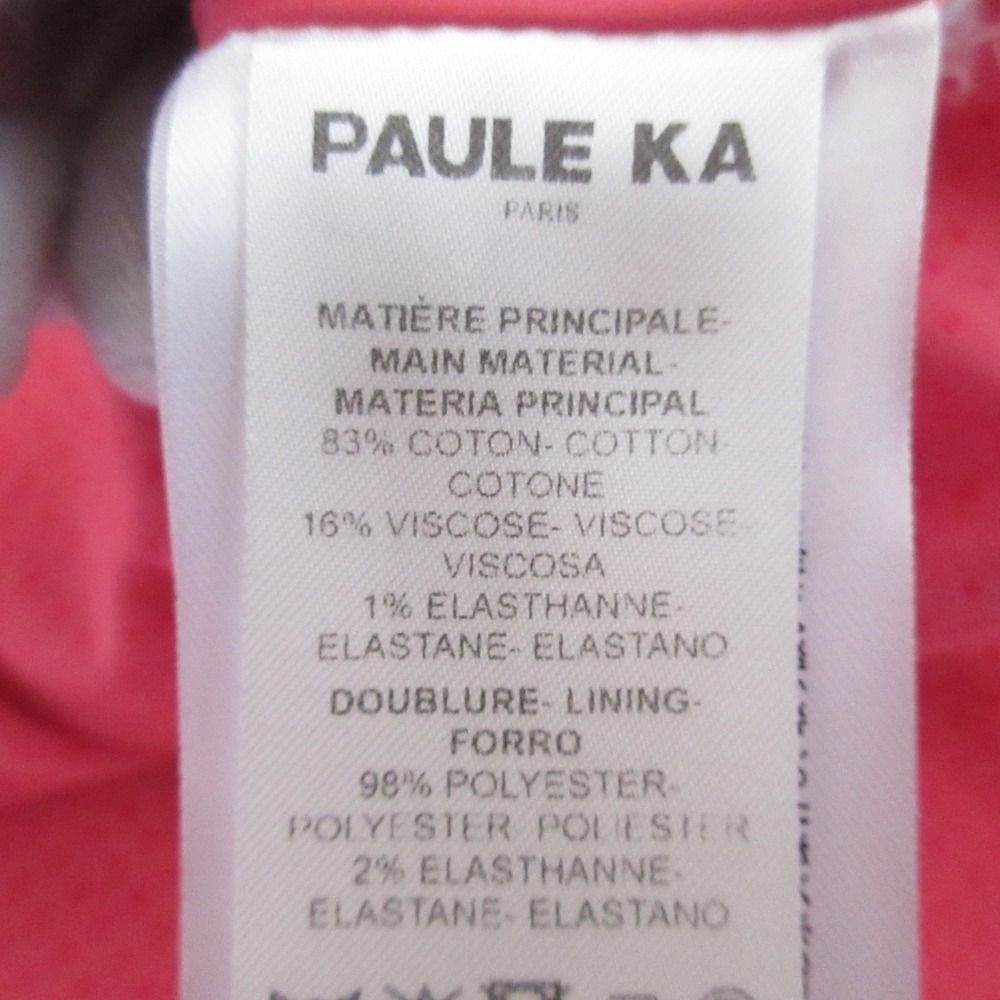 PAULE KA
PARIS
MATIÈRE PRINCIPALE-
MAIN MATERIAL-
MATERIA PRINCIPAL
83% COTON- COTTON-
COTONE
16% VISCOSE- VISCOSE-
VISCOSA
1% ELASTHANNE-
ELASTANE- ELASTANO
DOUBLURE- LINING-
FORRO
98% POLYESTER-
POLYESTER POLIESTER
2% ELASTHANNE-
ELASTANE- ELASTANO